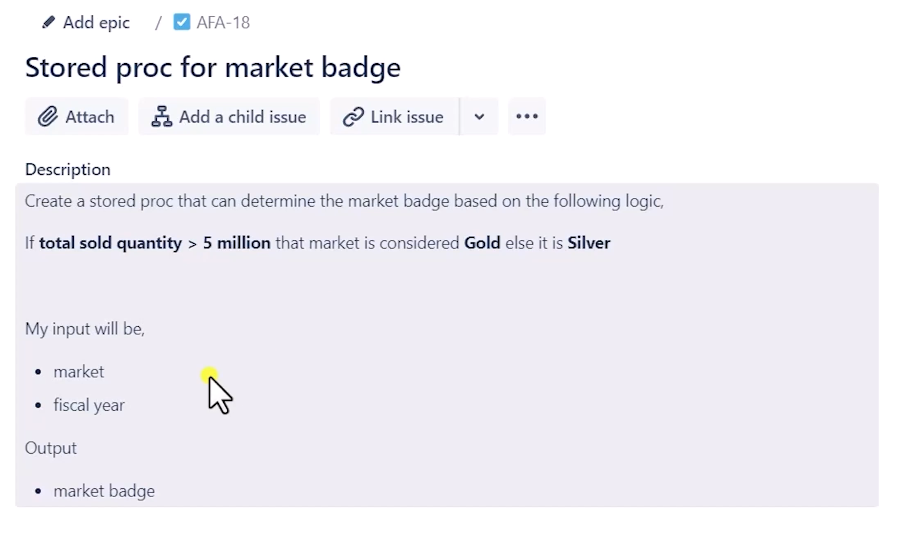 Add epic / AFA-18
Stored proc for market badge
Attach Add a child issue Link issue
Description
Create a stored proc that can determine the market badge based on the following logic,
If total sold quantity > 5 million that market is considered Gold else it is Silver
My input will be,
• market
• fiscal year
Output
• market badge